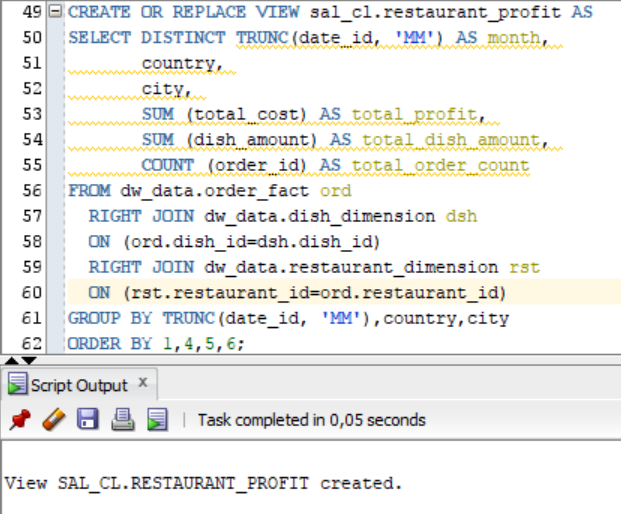 49 CREATE OR REPLACE VIEW sal_cl.restaurant_profit AS
50 SELECT DISTINCT TRUNC(date_id, 'MM') AS month,
51 country,
52 city,
53 SUM (total_cost) AS total_profit,
54 SUM (dish_amount) AS total_dish_amount,
55 COUNT (order_id) AS total_order_count
56 FROM dw_data.order_fact ord
57 RIGHT JOIN dw_data.dish_dimension dsh
58 ON (ord.dish_id=dsh.dish_id)
59 RIGHT JOIN dw_data.restaurant_dimension rst
60 ON (rst.restaurant_id=ord.restaurant_id)
61 GROUP BY TRUNC(date_id, 'MM'),country,city
62 ORDER BY 1,4,5,6;
Script Output x
Task completed in 0,05 seconds
View SAL_CL.RESTAURANT_PROFIT created.